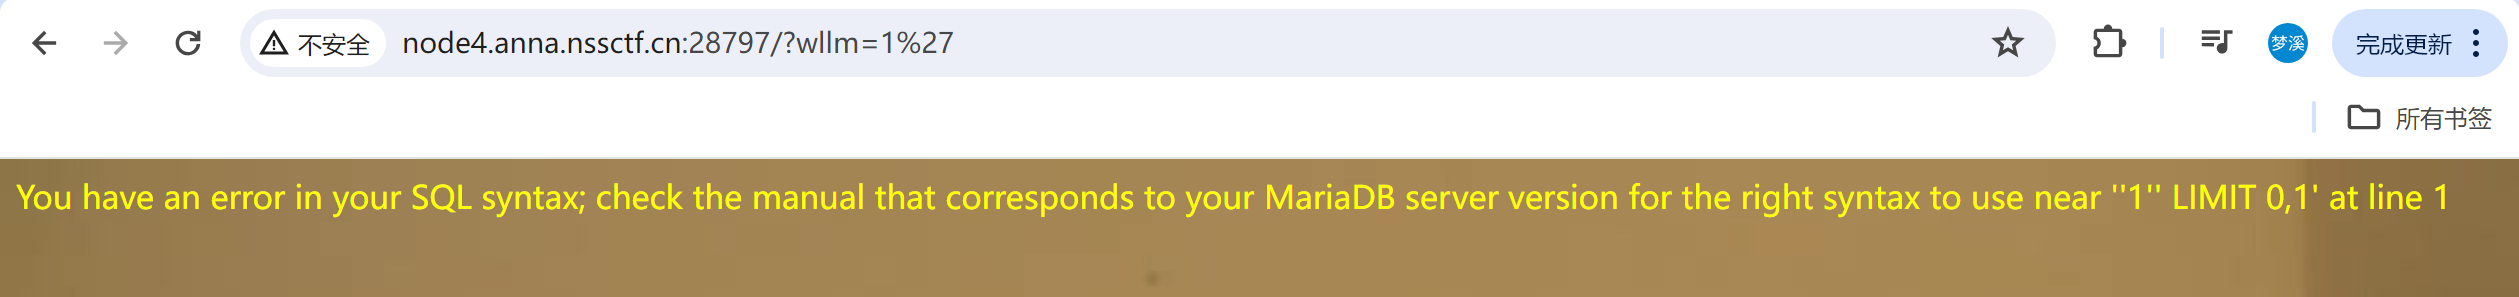 不安全 node4.anna.nssctf.cn:28797/?wllm=1%27 梦溪 完成更新
所有书签
You have an error in your SQL syntax; check the manual that corresponds to your MariaDB server version for the right syntax to use near ''1'' LIMIT 0,1' at line 1